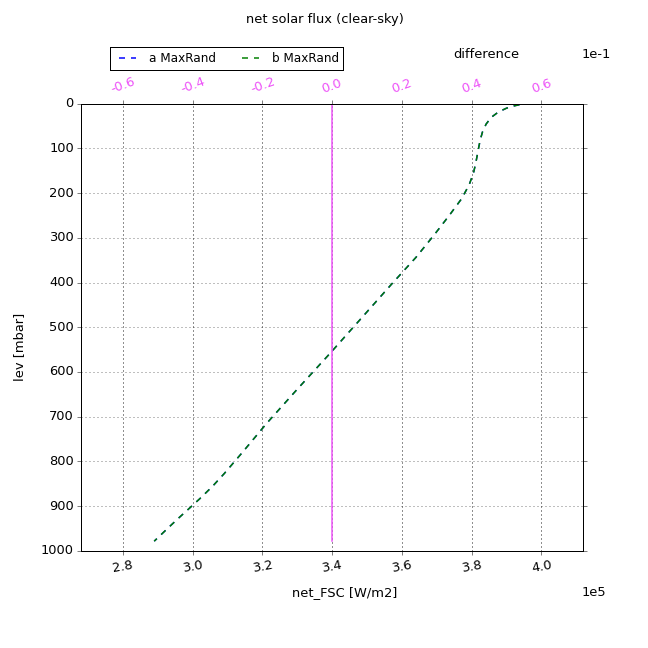 net solar flux (clear-sky)
a MaxRand b MaxRand difference 1e-1
-0.6 -0.4 -0.2 0.0 0.2 0.4 0.6
0
100
200
300
400
500
600
700
800
900
1000
lev [mbar]
2.8 3.0 3.2 3.4 3.6 3.8 4.0
net_FSC [W/m2] 1e5